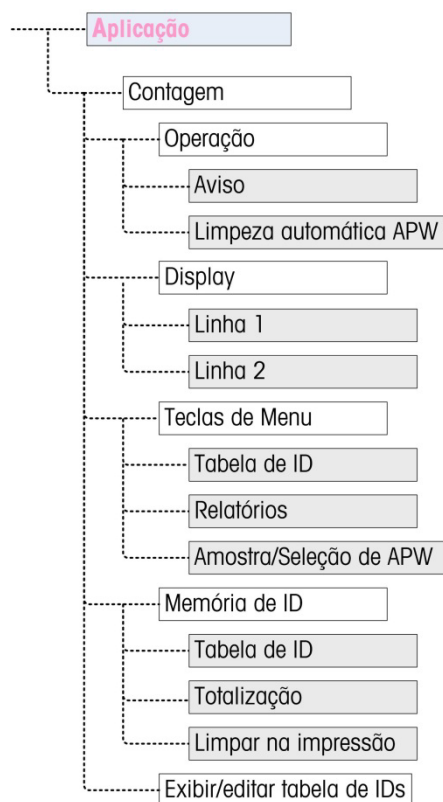 Aplicação
Contagem
Operação
Aviso
Limpeza automática APW
Display
Linha 1
Linha 2
Teclas de Menu
Tabela de ID
Relatórios
Amostra/Seleção de APW
Memória de ID
Tabela de ID
Totalização
Limpar na impressão
Exibir/editar tabela de IDs